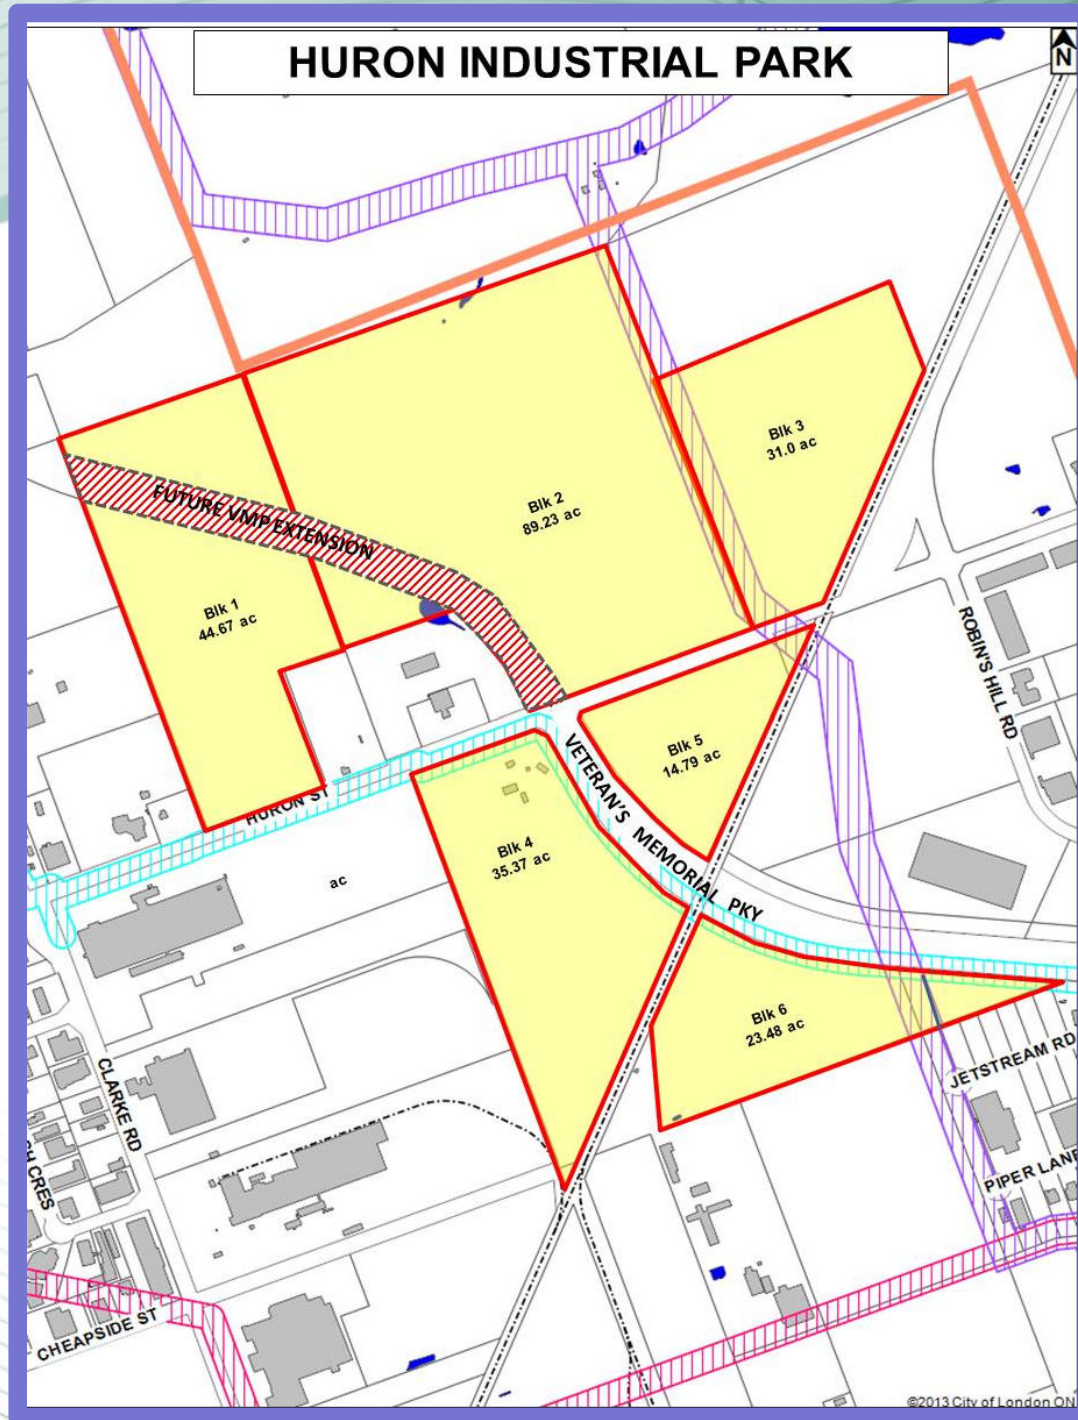 HURON INDUSTRIAL PARK
N
Blk 3
31.0 ac
Blk 2
89.23 ac
FUTURE VMP EXTENSION
Blk 1
44.67 ac
ROBIN'S HILL RD
Blk 5
14.79 ac
VETERAN'S MEMORIAL PKY
HURON ST
Blk 4
35.37 ac
ac
Blk 6
23.48 ac
JETSTREAM RD
CLARKE RD
CRES
PIPER LANE
CHEAPSIDE ST
©2013 City of London ON